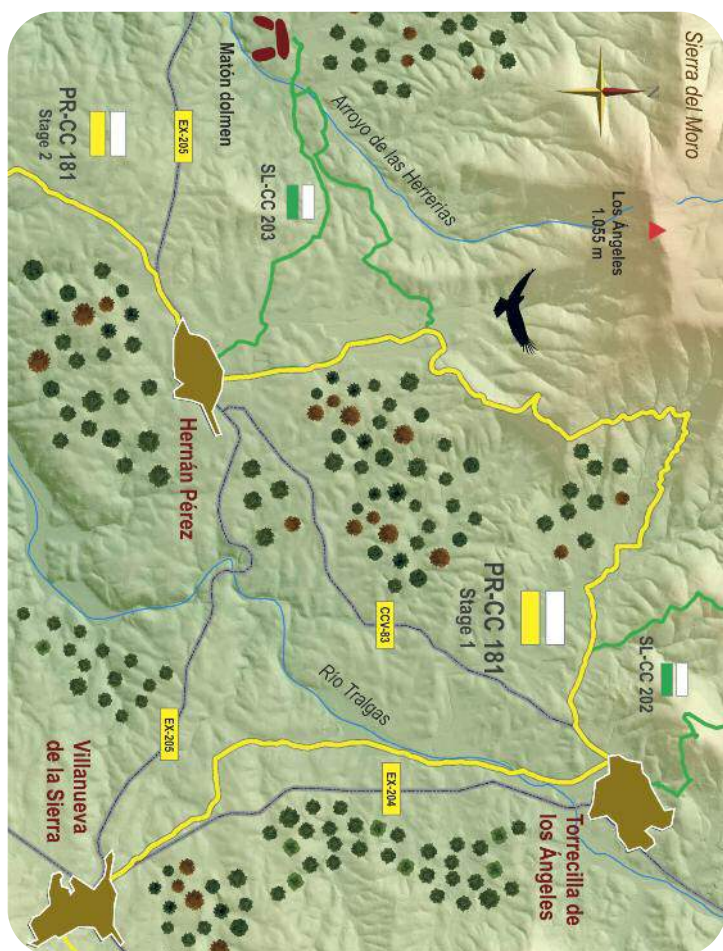 Sierra del Moro
N
Los Ángeles
1.055 m
SL-CC 202
Torrecilla de
los Ángeles
PR-CC 181
Stage 1
Arroyo de las Herrerias
EX-204
CCV-83
Río Tralgas
SL-CC 203
Matón dolmen
EX-205
Hernán Pérez
EX-205
Villanueva
de la Sierra
PR-CC 181
Stage 2